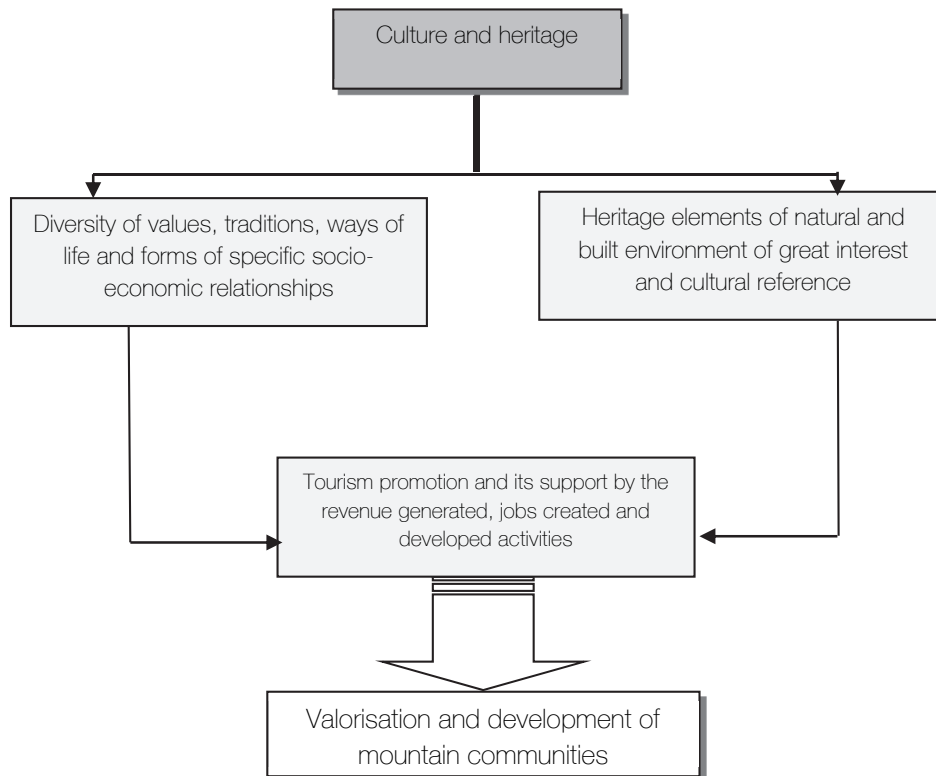 Culture and heritage
Diversity of values, traditions, ways of
life and forms of specific socio-
economic relationships
Heritage elements of natural and
built environment of great interest
and cultural reference
Tourism promotion and its support by the
revenue generated, jobs created and
developed activities
Valorisation and development of
mountain communities